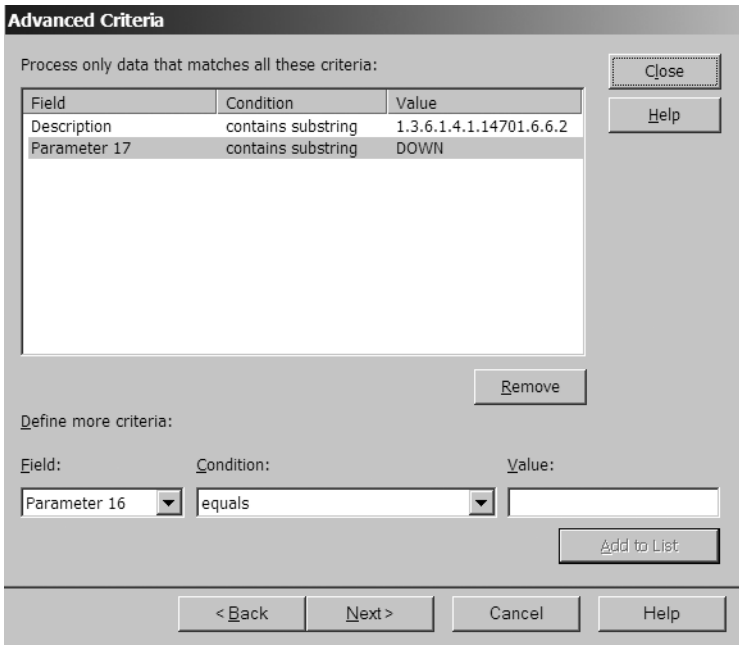 Advanced Criteria
Process only data that matches all these criteria:
Close
Help
Field Condition Value
Description contains substring 1.3.6.1.4.1.14701.6.6.2
Parameter 17 contains substring DOWN
Remove
Define more criteria:
Field: Condition: Value:
Parameter 16 equals
Add to List
< Back Next > Cancel Help